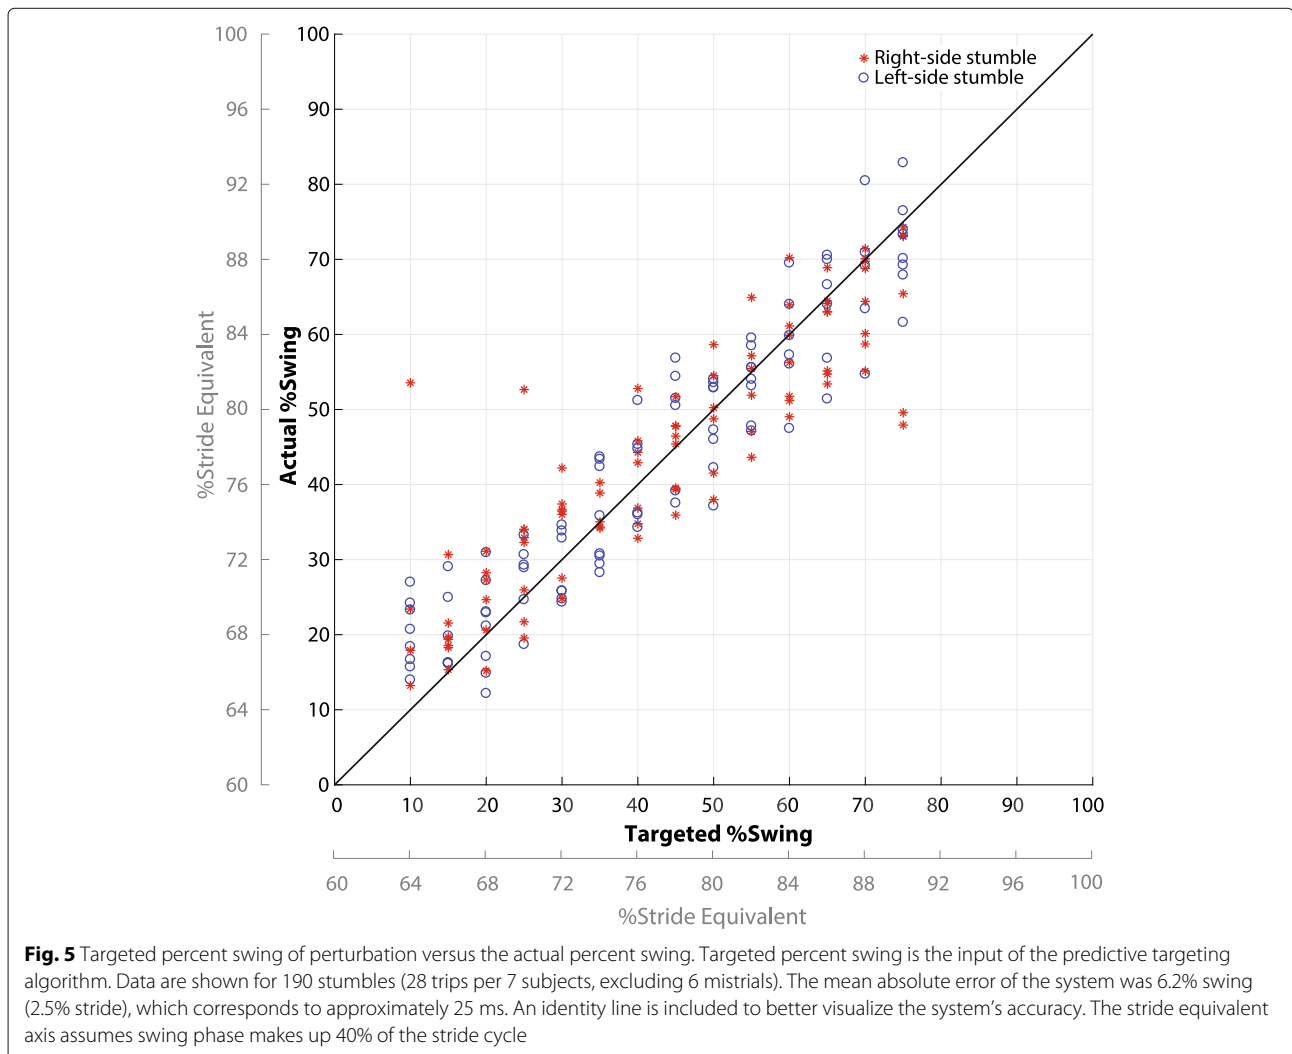 100
96
92
88
84
80
76
72
68
64
60
%Stride Equivalent
100
90
80
70
60
50
40
30
20
10
0
Actual %Swing
Right-side stumble
Left-side stumble
0 10 20 30 40 50 60 70 80 90 100
Targeted %Swing
60 64 68 72 76 80 84 88 92 96 100
%Stride Equivalent
Fig. 5 Targeted percent swing of perturbation versus the actual percent swing. Targeted percent swing is the input of the predictive targeting
algorithm. Data are shown for 190 stumbles (28 trips per 7 subjects, excluding 6 mistrials). The mean absolute error of the system was 6.2% swing
(2.5% stride), which corresponds to approximately 25 ms. An identity line is included to better visualize the system's accuracy. The stride equivalent
axis assumes swing phase makes up 40% of the stride cycle